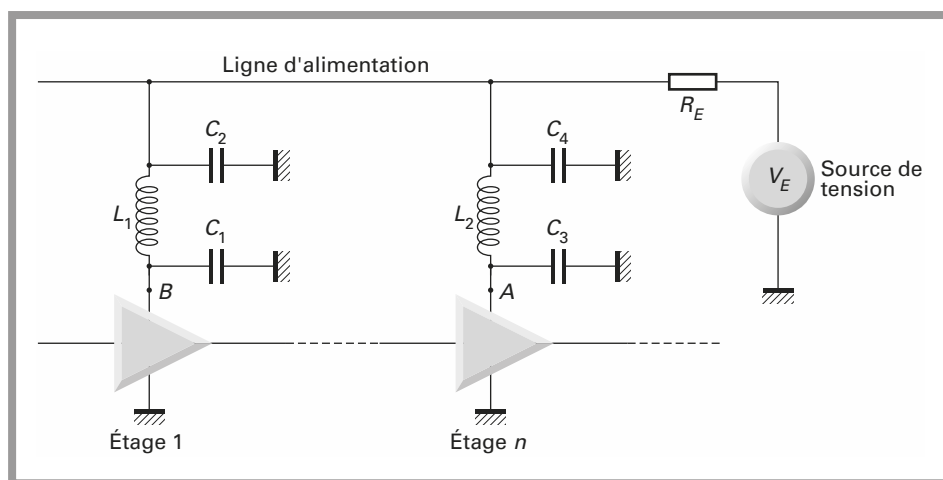 Ligne d'alimentation
R_E
C_2
C_4
V_E
Source de
tension
L_1
L_2
C_1
C_3
B
A
Étage 1
Étage n